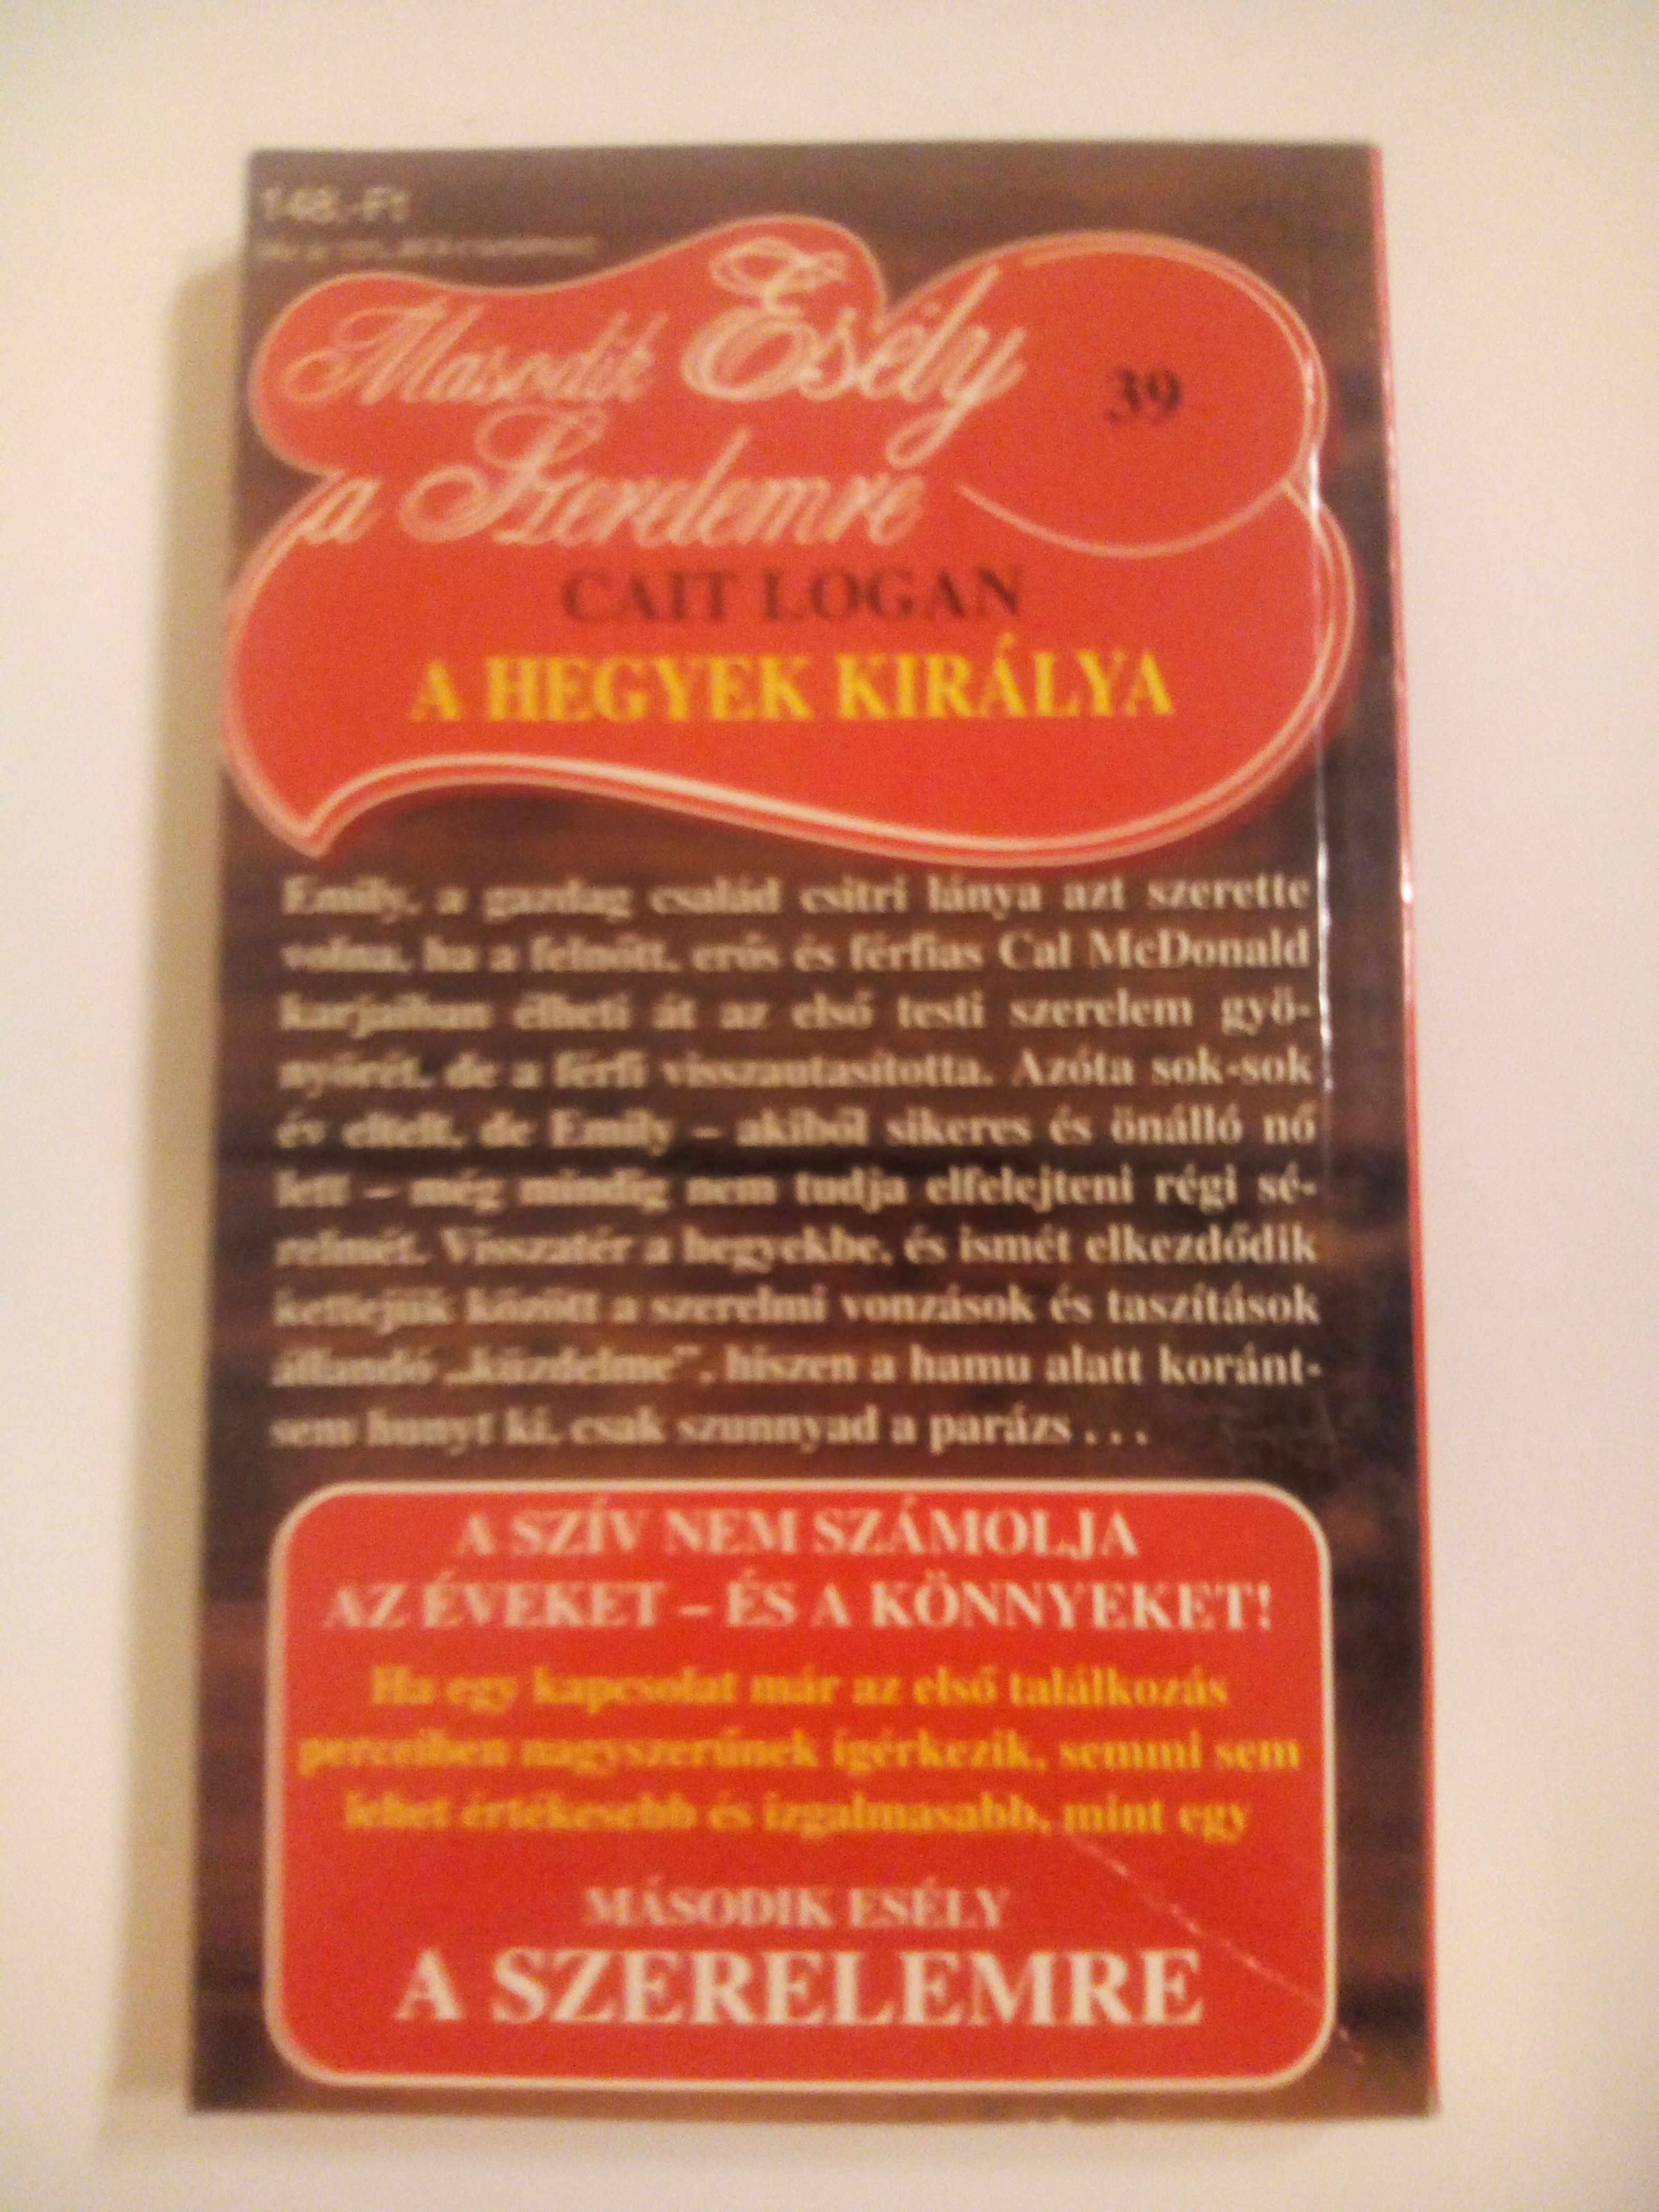 148,-Ft
Második Esély
39
a Szerelemre
CAIT LOGAN
A HEGYEK KIRÁLYA
Emily, a gazdag család csitri lánya azt szerette
volna, ha a felnőtt, erős és férfias Cal McDonald
karjaiban élheti át az első testi szerelem gyö-
nyörét, de a férfi visszautasította. Azóta sok-sok
év eltelt, de Emily – akiből sikeres és önálló nő
lett – még mindig nem tudja elfelejteni régi sé-
relmét. Visszatér a hegyekbe, és ismét elkezdődik
kettejük között a szerelmi vonzások és taszítások
állandó „küzdelme”, hiszen a hamu alatt koránt-
sem hunyt ki, csak szunnyad a parázs . . .
A SZÍV NEM SZÁMOLJA
AZ ÉVEKET – ÉS A KÖNNYEKET!
Ha egy kapcsolat már az első találkozás
perceiben nagyszerűnek ígérkezik, semmi sem
lehet értékesebb és izgalmasabb, mint egy
MÁSODIK ESÉLY
A SZERELEMRE